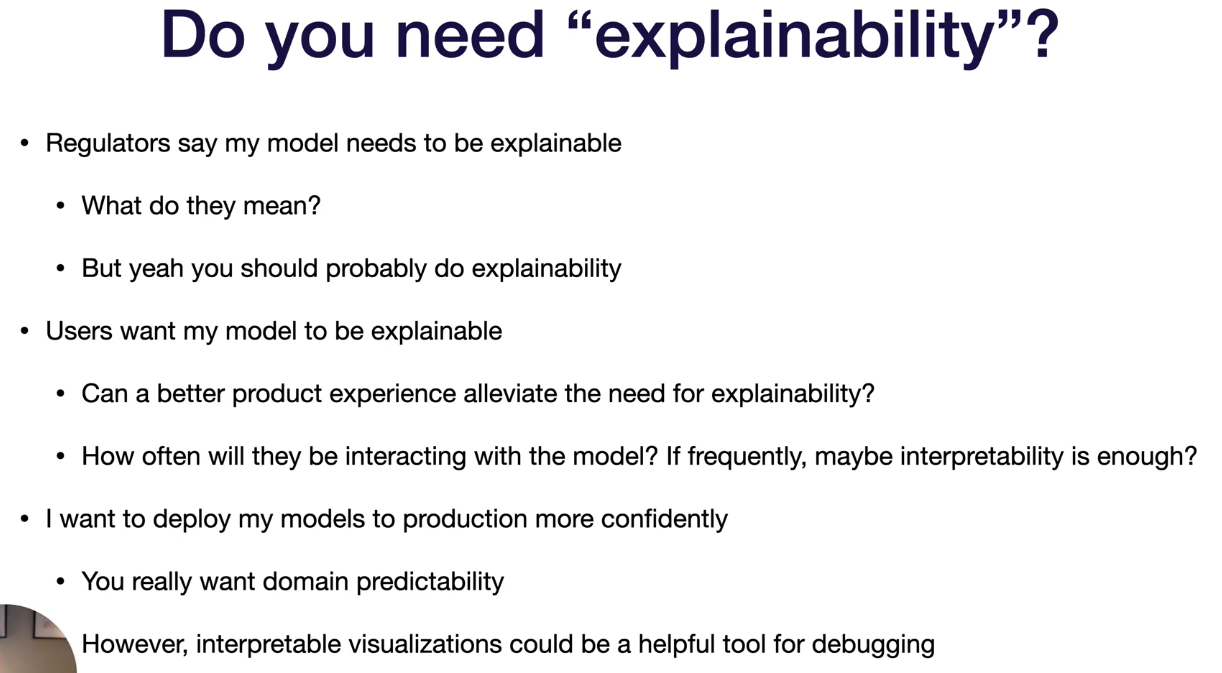 Do you need “explainability”?
• Regulators say my model needs to be explainable
• What do they mean?
• But yeah you should probably do explainability
• Users want my model to be explainable
• Can a better product experience alleviate the need for explainability?
• How often will they be interacting with the model? If frequently, maybe interpretability is enough?
• I want to deploy my models to production more confidently
• You really want domain predictability
However, interpretable visualizations could be a helpful tool for debugging